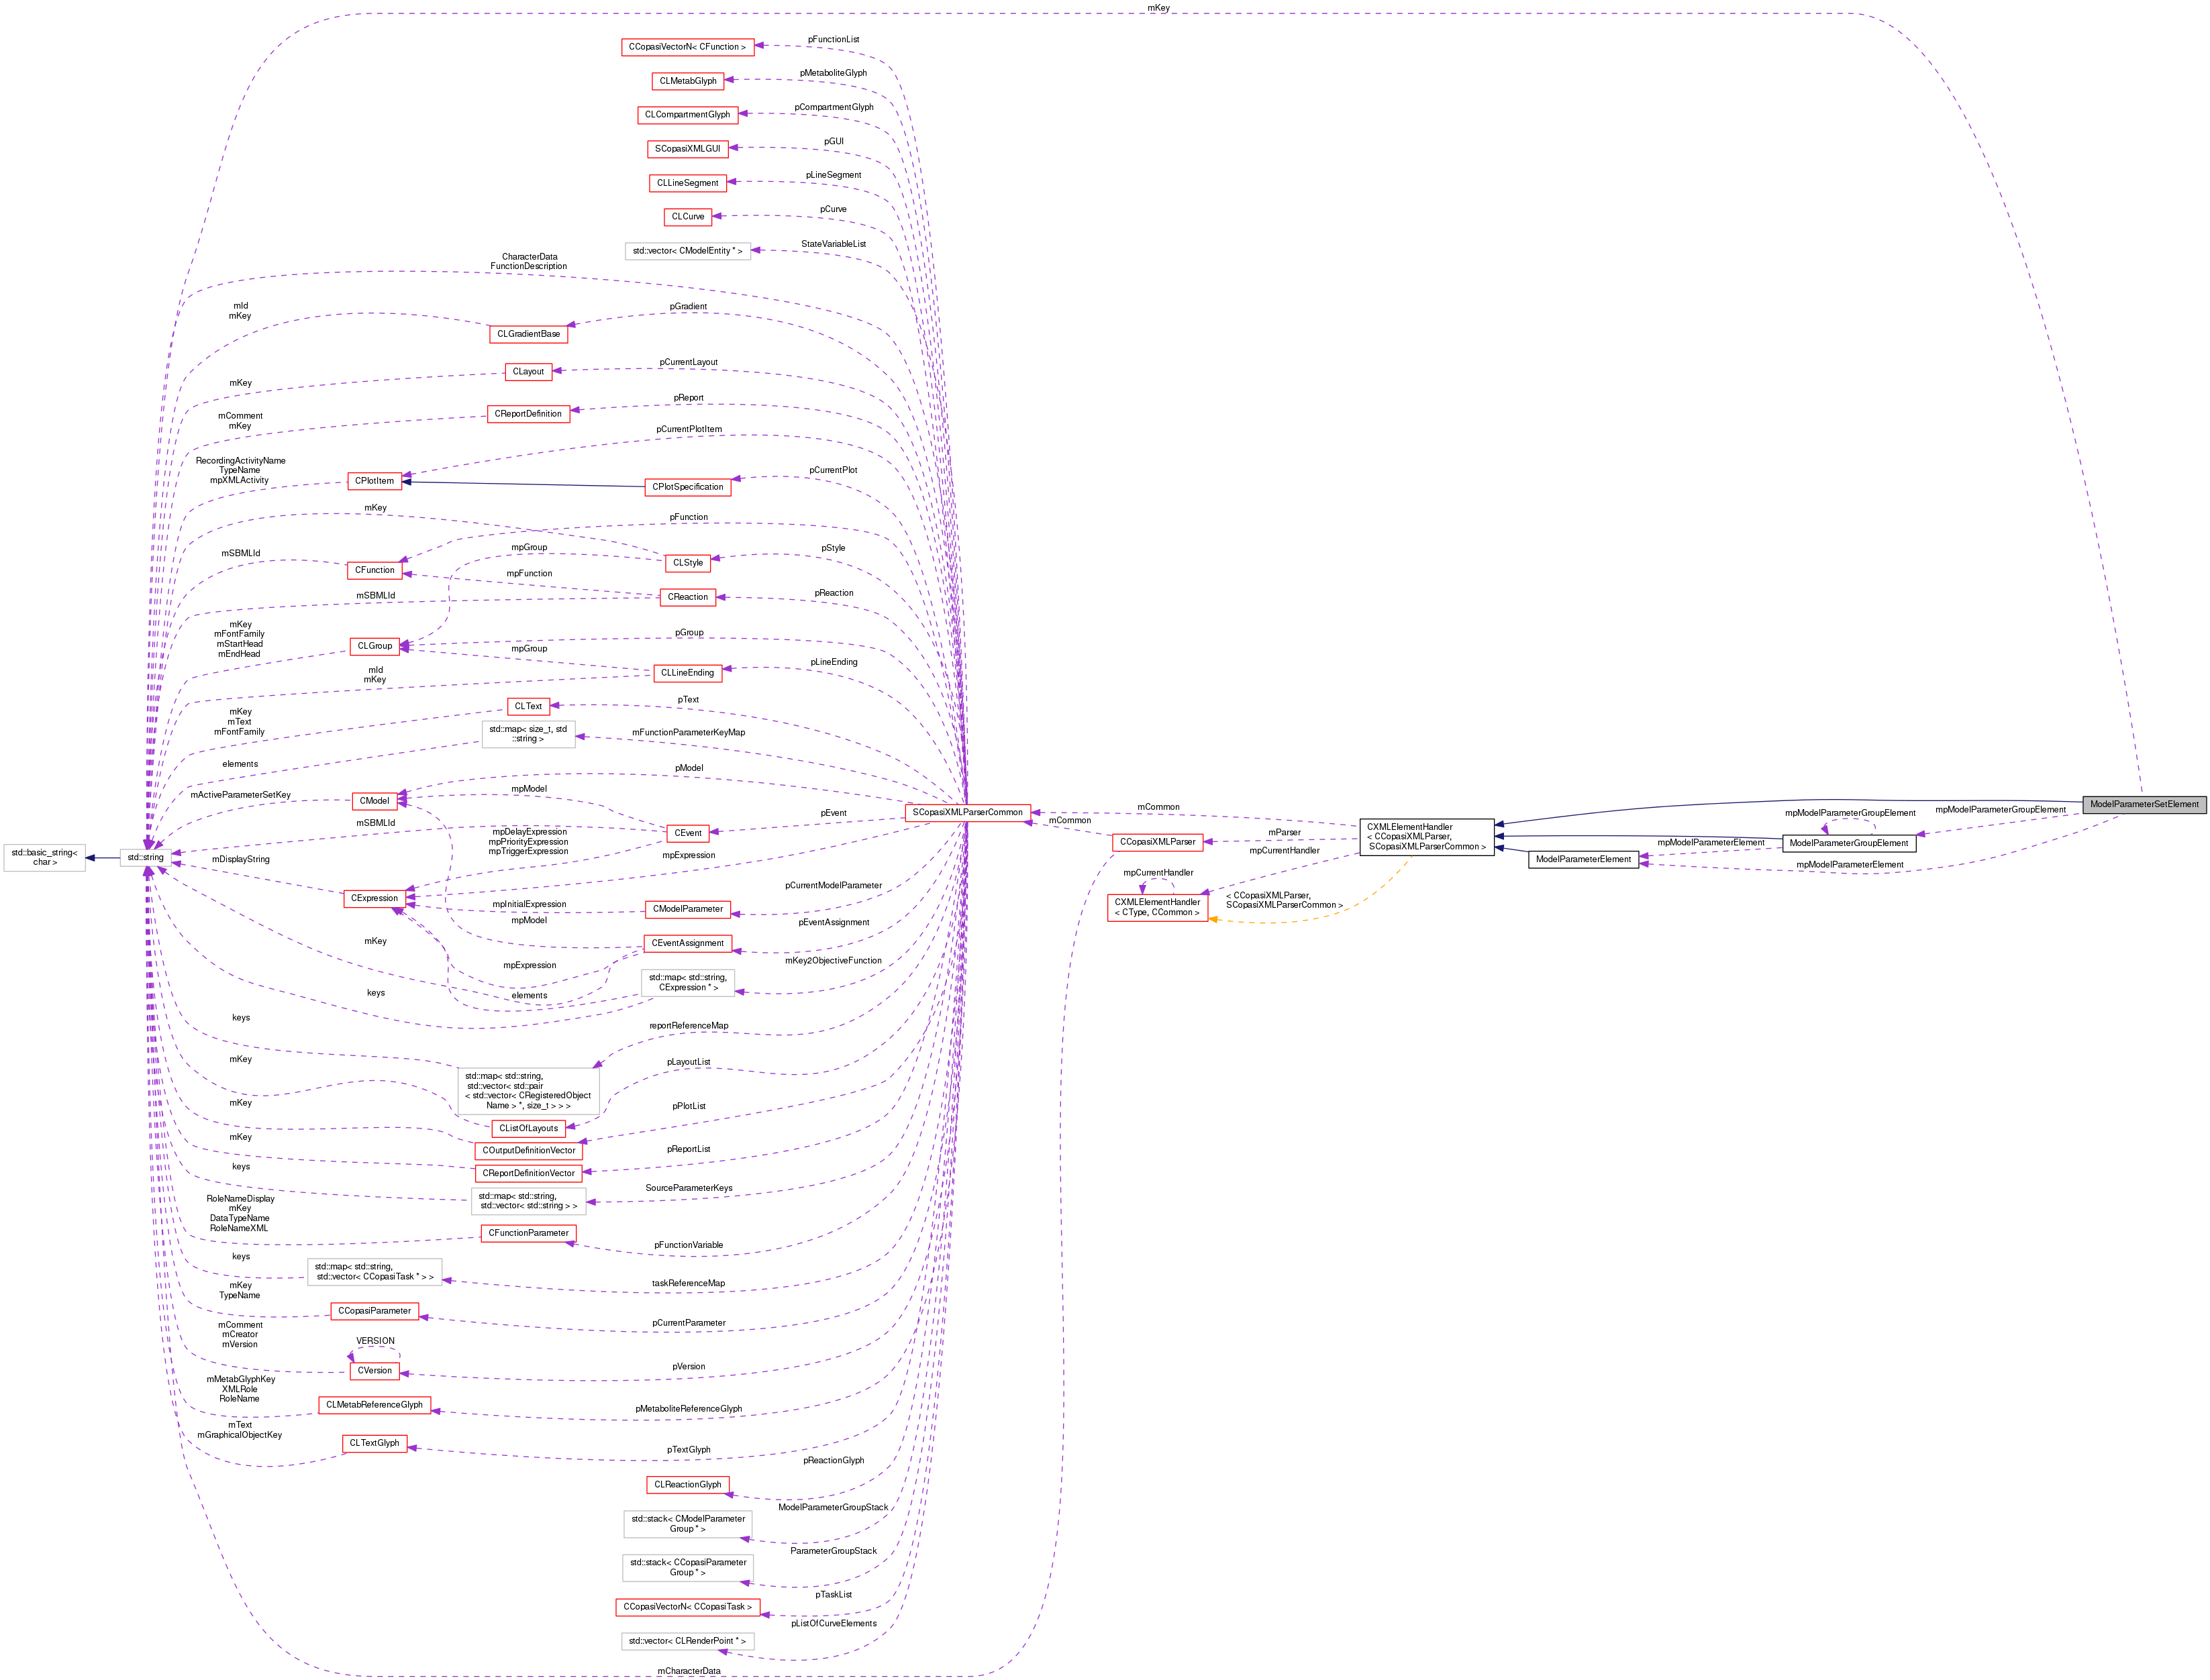 mKey
pFunctionList
CCopasiVectorN< CFunction >
pMetaboliteGlyph
CLMetabGlyph
pCompartmentGlyph
CLCompartmentGlyph
pGUI
SCopasiXMLGUI
pLineSegment
CLLineSegment
pCurve
CLCurve
StateVariableList
std::vector< CModelEntity * >
CharacterData
FunctionDescription
mId
mKey
pGradient
CLGradientBase
pCurrentLayout
CLayout
mKey
pReport
CReportDefinition
mComment
mKey
pCurrentPlotItem
RecordingActivityName
TypeName
mpXMLActivity
CPlotItem
pCurrentPlot
CPlotSpecification
mKey
pFunction
mSBMLId
CFunction
mpGroup
pStyle
CLStyle
mpFunction
mSBMLId
pReaction
CReaction
mKey
mFontFamily
mStartHead
mEndHead
CLGroup
pGroup
mpGroup
pLineEnding
CLLineEnding
mId
mKey
pText
CLText
mKey
mText
mFontFamily
std::map< size_t, std
::string >
mFunctionParameterKeyMap
elements
pModel
mActiveParameterSetKey
CModel
mpModel
mSBMLId
pEvent
CEvent
mpDelayExpression
mpPriorityExpression
mpTriggerExpression
mpExpression
SCopasiXMLParserCommon
mCommon
mCommon
CCopasiXMLParser
mParser
mpCurrentHandler
CXMLElementHandler
< CCopasiXMLParser,
SCopasiXMLParserCommon >
mpCurrentHandler
CXMLElementHandler
< CType, CCommon >
< CCopasiXMLParser,
SCopasiXMLParserCommon >
ModelParameterElement
mpModelParameterElement
mpModelParameterElement
mpModelParameterGroupElement
ModelParameterGroupElement
mpModelParameterGroupElement
ModelParameterSetElement
std::basic_string<
char >
std::string
mDisplayString
CExpression
mpInitialExpression
pCurrentModelParameter
CModelParameter
mpModel
pEventAssignment
CEventAssignment
mKey
mpExpression
mKey2ObjectiveFunction
std::map< std::string,
CExpression * >
elements
keys
keys
reportReferenceMap
std::map< std::string,
std::vector< std::pair
< std::vector< CRegisteredObject
Name > *, size_t > > >
mKey
pLayoutList
CListOfLayouts
mKey
pPlotList
COutputDefinitionVector
mKey
pReportList
CReportDefinitionVector
keys
SourceParameterKeys
std::map< std::string,
std::vector< std::string > >
RoleNameDisplay
mKey
DataTypeName
RoleNameXML
CFunctionParameter
pFunctionVariable
keys
std::map< std::string,
std::vector< CCopasiTask * > >
taskReferenceMap
mKey
TypeName
CCopasiParameter
pCurrentParameter
mComment
mCreator
mVersion
VERSION
CVersion
pVersion
mMetabGlyphKey
XMLRole
RoleName
CLMetabReferenceGlyph
pMetaboliteReferenceGlyph
mText
mGraphicalObjectKey
CLTextGlyph
pTextGlyph
pReactionGlyph
CLReactionGlyph
ModelParameterGroupStack
std::stack< CModelParameter
Group * >
ParameterGroupStack
std::stack< CCopasiParameter
Group * >
pTaskList
CCopasiVectorN< CCopasiTask >
pListOfCurveElements
std::vector< CLRenderPoint * >
mCharacterData